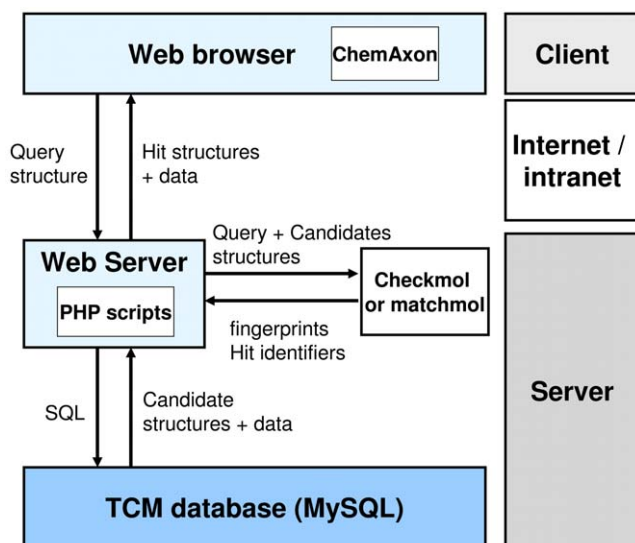 Web browser
ChemAxon
Client
Query
structure
Hit structures
+ data
Internet /
intranet
Query + Candidates
structures
Web Server
PHP scripts
Checkmol
or matchmol
fingerprints
Hit identifiers
SQL
Candidate
structures + data
Server
TCM database (MySQL)